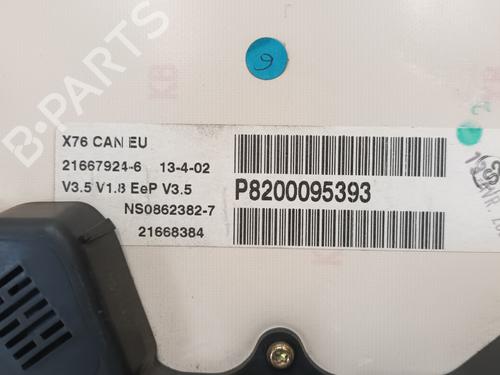 B-PARTS
6
X76 CAN EU
21667924-6 13-4-02
V3.5 V1.8 EeP V3.5
P8200095393
NS0862382-7
21668384